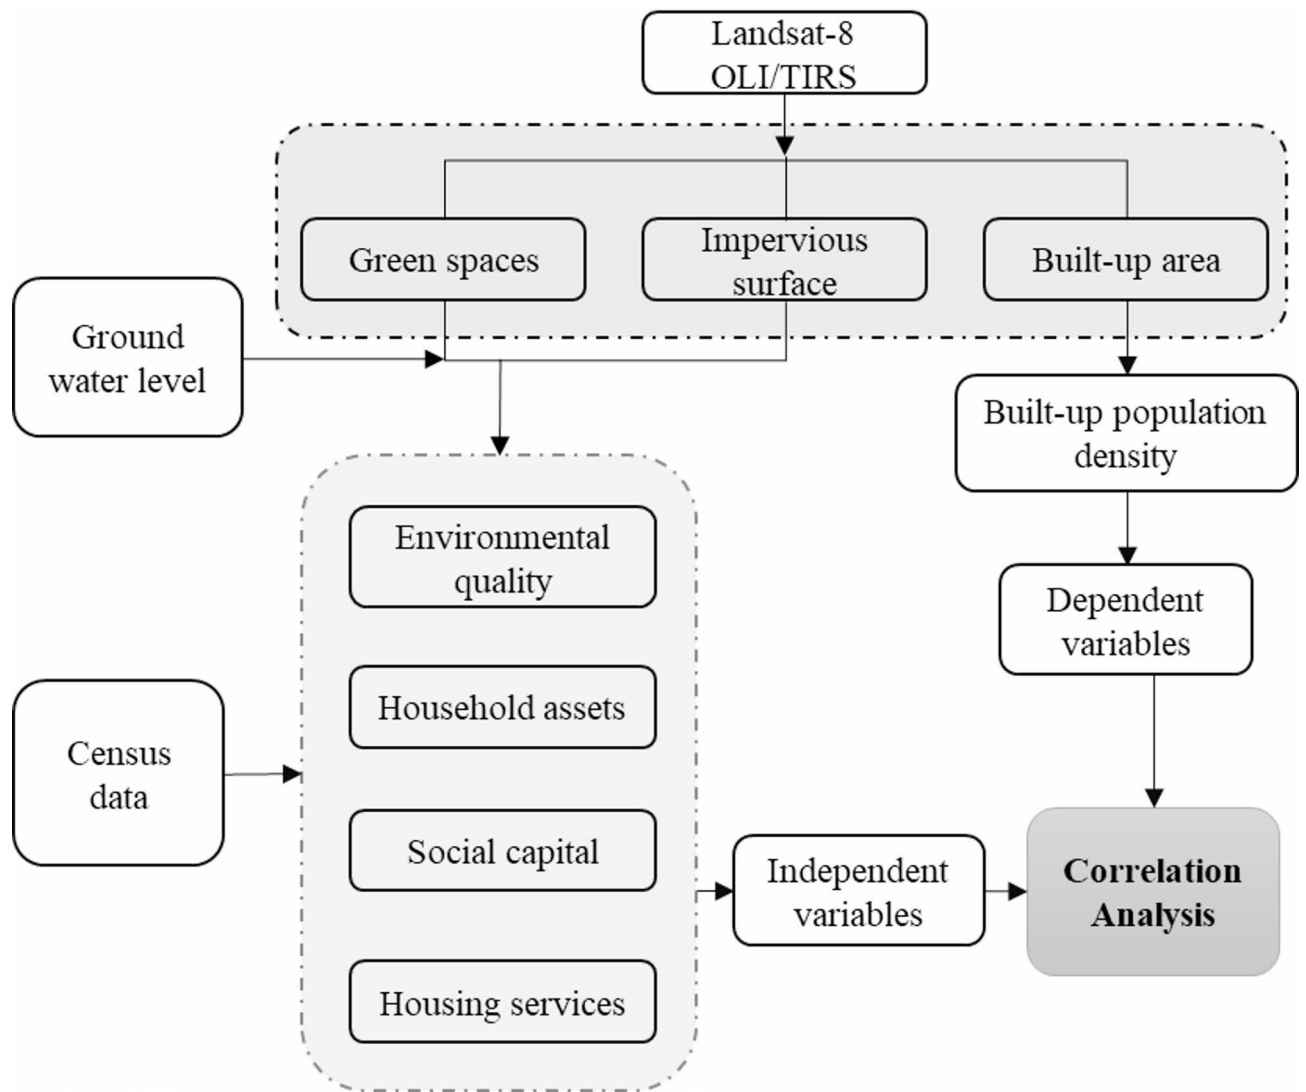 Landsat-8
OLI/TIRS
Green spaces
Impervious
surface
Built-up area
Ground
water level
Built-up population
density
Environmental
quality
Dependent
variables
Household assets
Census
data
Social capital
Independent
variables
Correlation
Analysis
Housing services